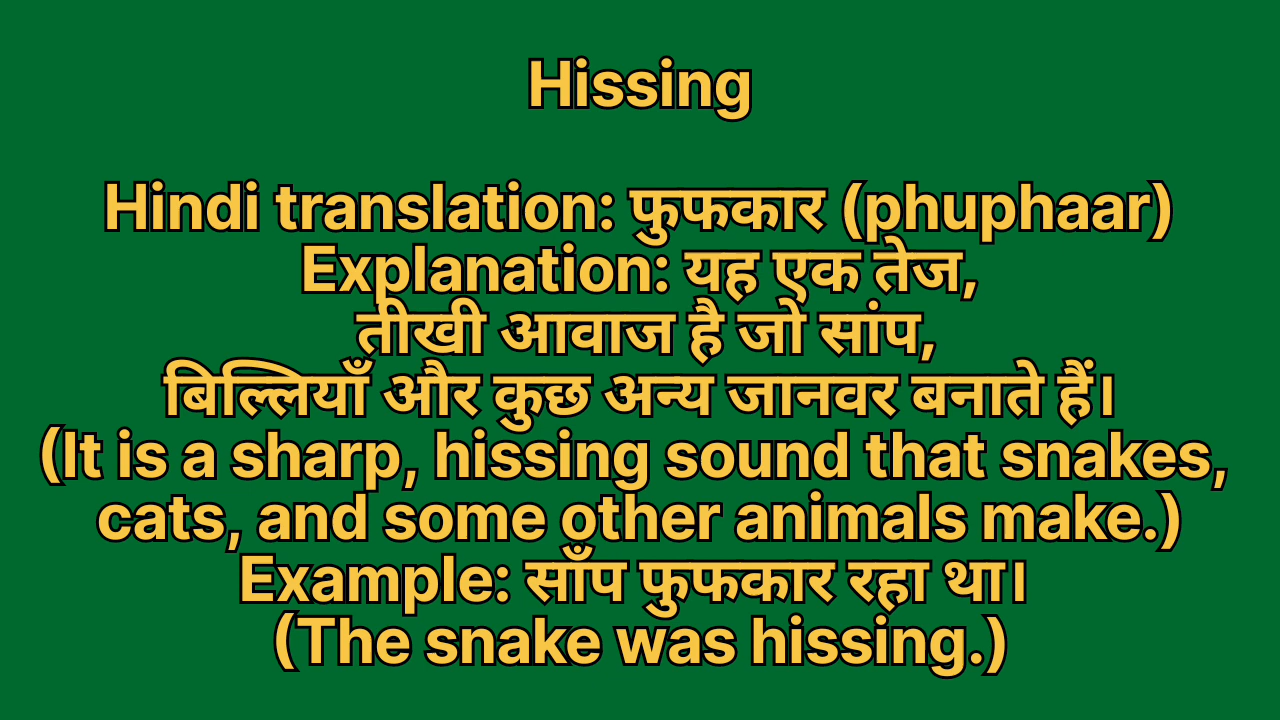 Hissing
Hindi translation: फुफकार (phuphaar)
Explanation: यह एक तेज,
तीखी आवाज है जो सांप,
बिल्लियाँ और कुछ अन्य जानवर बनाते हैं।
(It is a sharp, hissing sound that snakes,
cats, and some other animals make.)
Example: साँप फुफकार रहा था।
(The snake was hissing.)